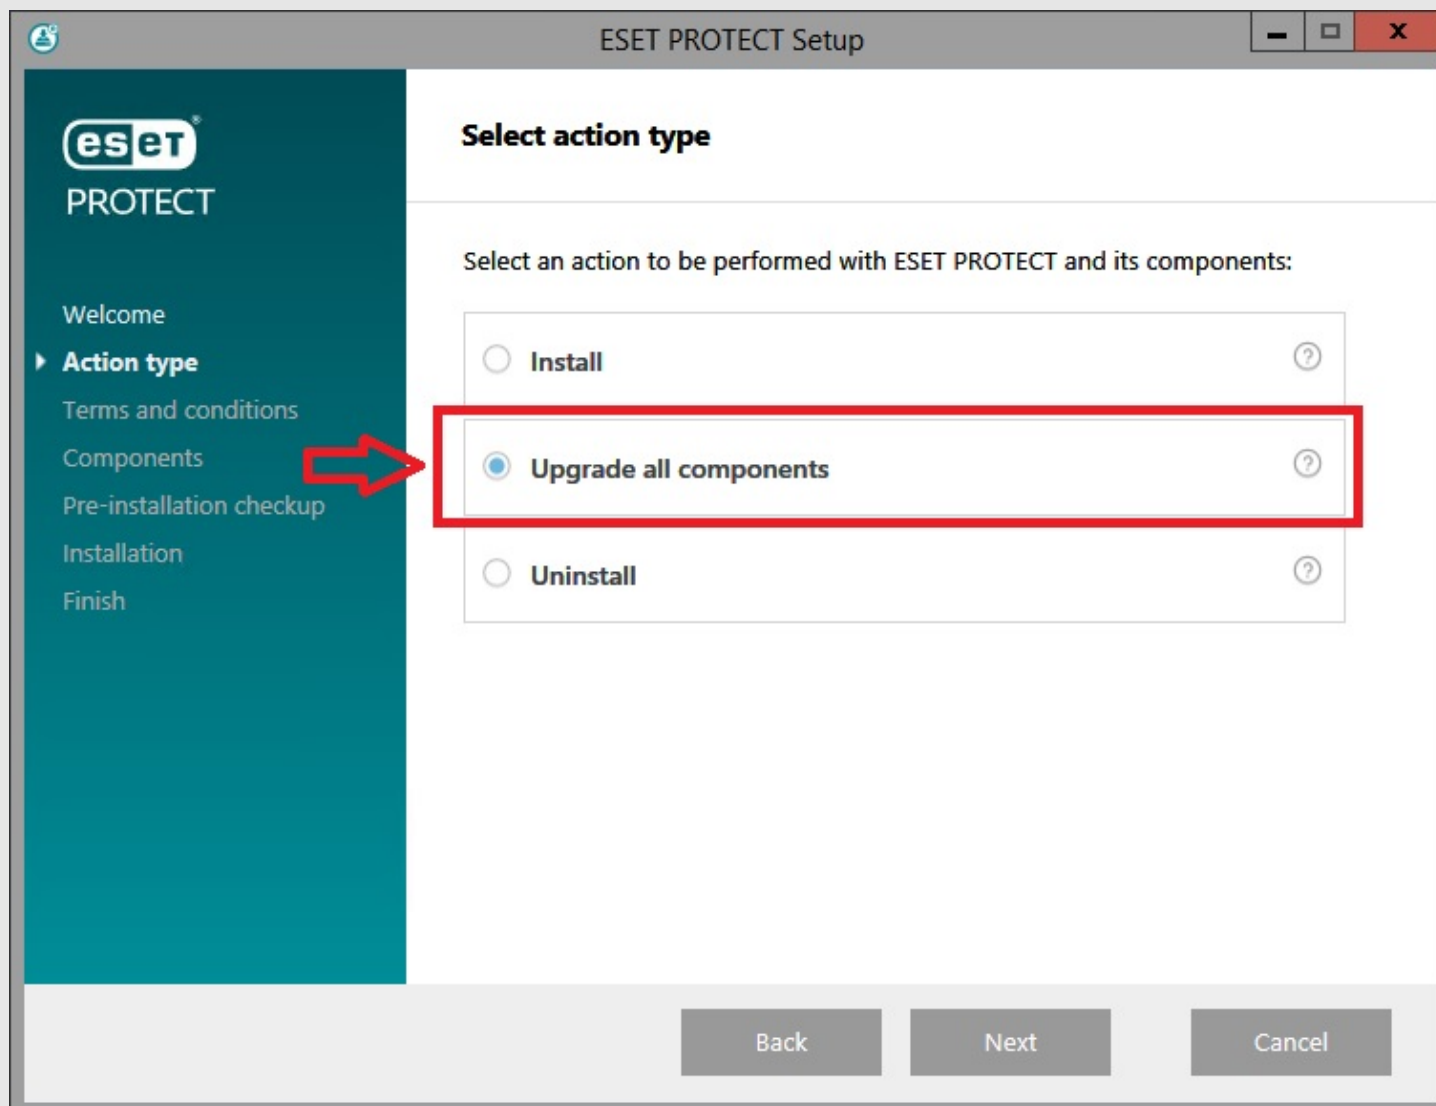 ESET PROTECT Setup
eset®
PROTECT
Welcome
Action type
Terms and conditions
Components
Pre-installation checkup
Installation
Finish
Select action type
Select an action to be performed with ESET PROTECT and its components:
Install
Upgrade all components
Uninstall
Back
Next
Cancel